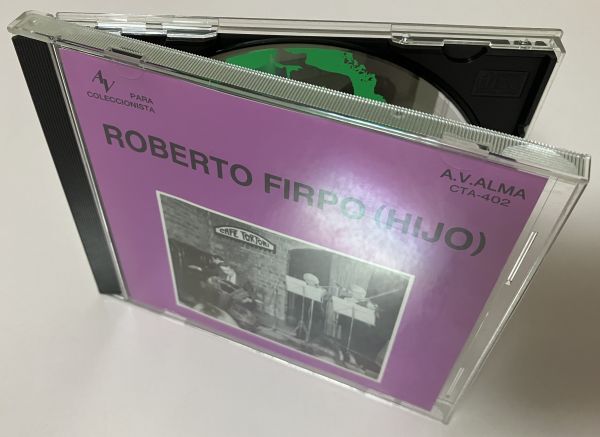 AV PARA
COLECCIONISTA
A.V.ALMA
CTA-402
ROBERTO FIRPO (HIJO)
CAFE TORTONI